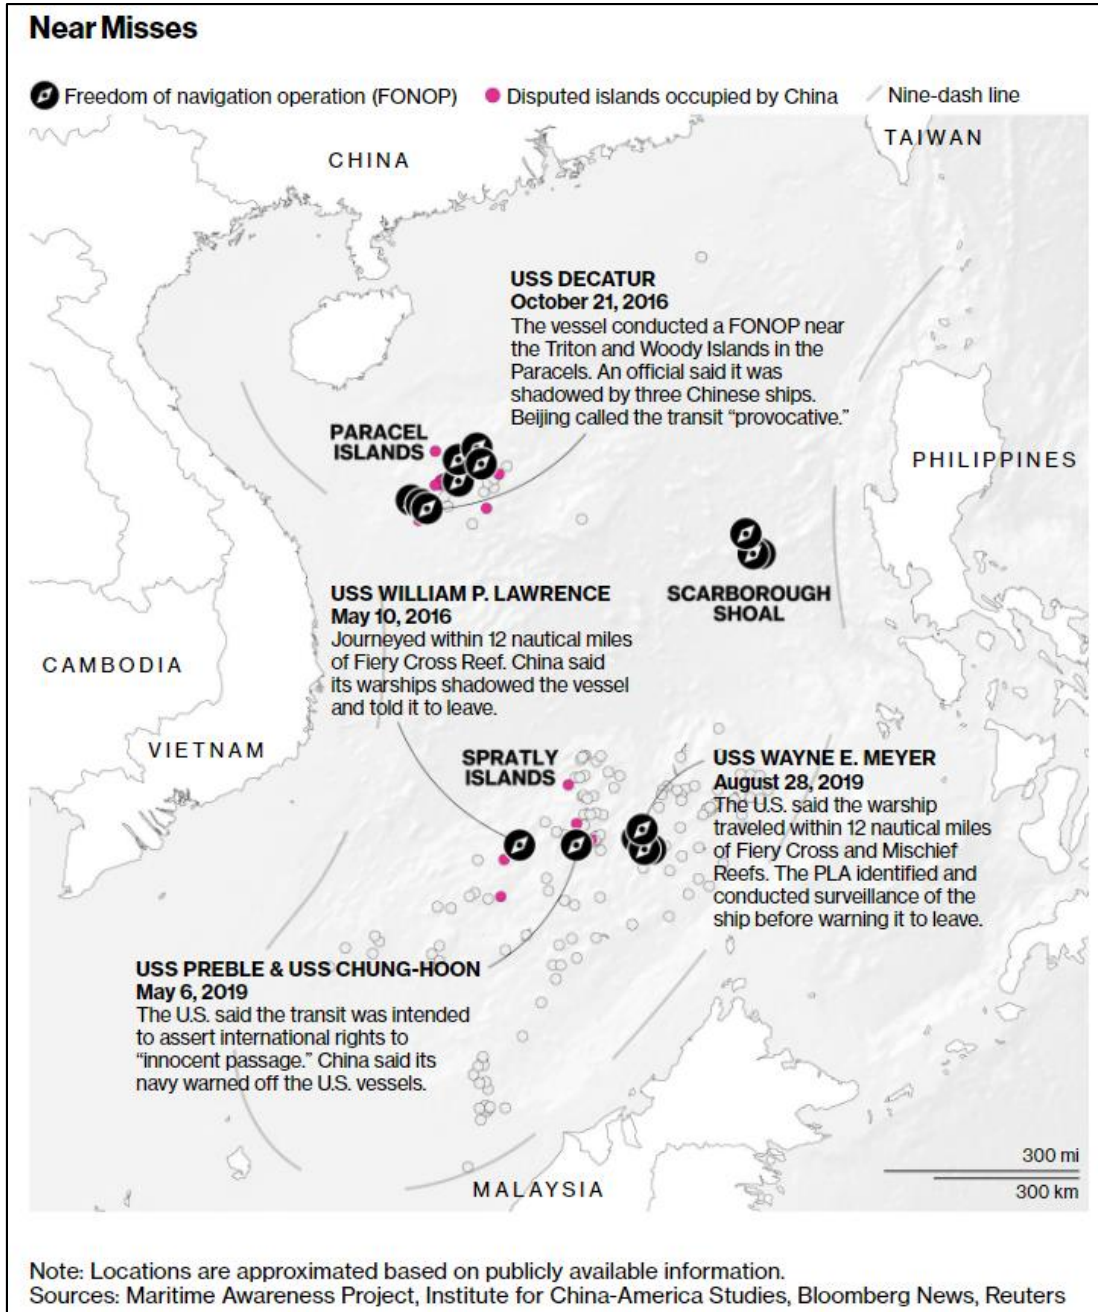 Near Misses
Freedom of navigation operation (FONOP)
Disputed islands occupied by China
Nine-dash line
TAIWAN
CHINA
USS DECATUR
October 21, 2016
The vessel conducted a FONOP near
the Triton and Woody Islands in the
Paracels. An official said it was
shadowed by three Chinese ships.
Beijing called the transit “provocative.”
PARACEL
ISLANDS
PHILIPPINES
SCARBOROUGH
SHOAL
USS WILLIAM P. LAWRENCE
May 10, 2016
Journeyed within 12 nautical miles
of Fiery Cross Reef. China said
its warships shadowed the vessel
and told it to leave.
CAMBODIA
VIETNAM
SPRATLY
ISLANDS
USS WAYNE E. MEYER
August 28, 2019
The U.S. said the warship
traveled within 12 nautical miles
of Fiery Cross and Mischief
Reefs. The PLA identified and
conducted surveillance of the
ship before warning it to leave.
USS PREBLE & USS CHUNG-HOON
May 6, 2019
The U.S. said the transit was intended
to assert international rights to
“innocent passage.” China said its
navy warned off the U.S. vessels.
300 mi
300 km
MALAYSIA
Note: Locations are approximated based on publicly available information.
Sources: Maritime Awareness Project, Institute for China-America Studies, Bloomberg News, Reuters